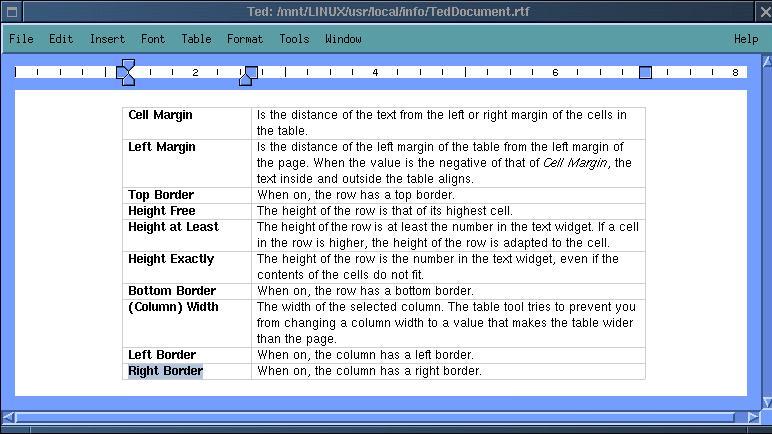 Ted: /mnt/LINUX/usr/local/info/TedDocument.rtf
File Edit Insert Font Table Format Tools Window Help
2 4 6 8
Cell Margin Is the distance of the text from the left or right margin of the cells in
the table.
Left Margin Is the distance of the left margin of the table from the left margin of
the page. When the value is the negative of that of Cell Margin, the
text inside and outside the table aligns.
Top Border When on, the row has a top border.
Height Free The height of the row is that of its highest cell.
Height at Least The height of the row is at least the number in the text widget. If a cell
in the row is higher, the height of the row is adapted to the cell.
Height Exactly The height of the row is the number in the text widget, even if the
contents of the cells do not fit.
Bottom Border When on, the row has a bottom border.
(Column) Width The width of the selected column. The table tool tries to prevent you
from changing a column width to a value that makes the table wider
than the page.
Left Border When on, the column has a left border.
Right Border When on, the column has a right border.